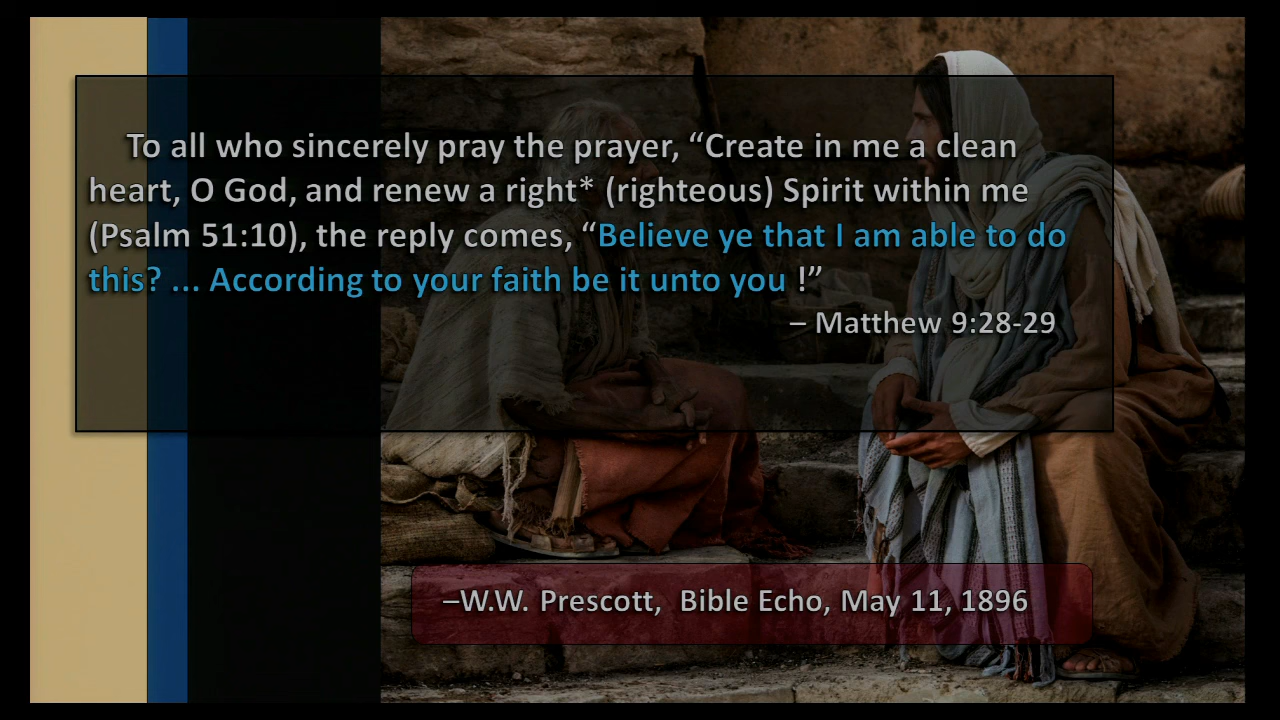 To all who sincerely pray the prayer, “Create in me a clean
heart, O God, and renew a right* (righteous) Spirit within me
(Psalm 51:10), the reply comes, “Believe ye that I am able to do
this? ... According to your faith be it unto you !”
– Matthew 9:28-29
–W.W. Prescott,  Bible Echo, May 11, 1896